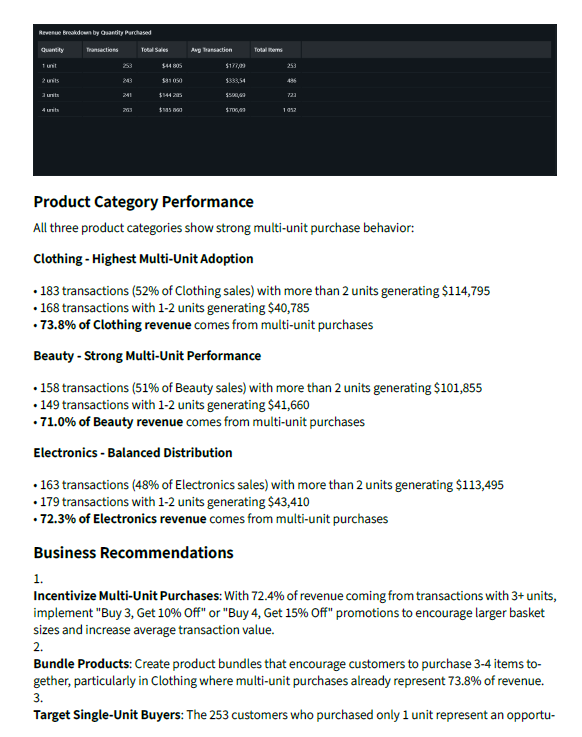 Revenue Breakdown by Quantity Purchased
Quantity Transactions Total Sales Avg Transaction Total Items
1 unit 253 $44 805 $177,09 253
2 units 243 $81 050 $333,54 486
3 units 241 $144 285 $598,69 723
4 units 263 $185 860 $706,69 1 052
Product Category Performance
All three product categories show strong multi-unit purchase behavior:
Clothing - Highest Multi-Unit Adoption
• 183 transactions (52% of Clothing sales) with more than 2 units generating $114,795
• 168 transactions with 1-2 units generating $40,785
• 73.8% of Clothing revenue comes from multi-unit purchases
Beauty - Strong Multi-Unit Performance
• 158 transactions (51% of Beauty sales) with more than 2 units generating $101,855
• 149 transactions with 1-2 units generating $41,660
• 71.0% of Beauty revenue comes from multi-unit purchases
Electronics - Balanced Distribution
• 163 transactions (48% of Electronics sales) with more than 2 units generating $113,495
• 179 transactions with 1-2 units generating $43,410
• 72.3% of Electronics revenue comes from multi-unit purchases
Business Recommendations
1.
Incentivize Multi-Unit Purchases: With 72.4% of revenue coming from transactions with 3+ units,
implement "Buy 3, Get 10% Off" or "Buy 4, Get 15% Off" promotions to encourage larger basket
sizes and increase average transaction value.
2.
Bundle Products: Create product bundles that encourage customers to purchase 3-4 items to-
gether, particularly in Clothing where multi-unit purchases already represent 73.8% of revenue.
3.
Target Single-Unit Buyers: The 253 customers who purchased only 1 unit represent an opportu-